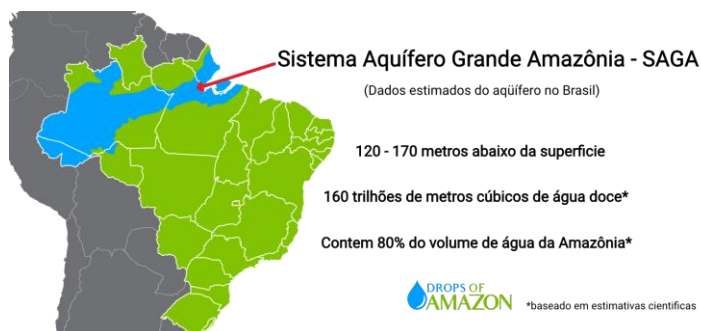 Sistema Aquífero Grande Amazônia - SAGA
(Dados estimados do aqüífero no Brasil)
120 - 170 metros abaixo da superficie
160 trilhões de metros cúbicos de água doce*
Contem 80% do volume de água da Amazônia*
DROPS OF
AMAZON
*baseado em estimativas cientificas